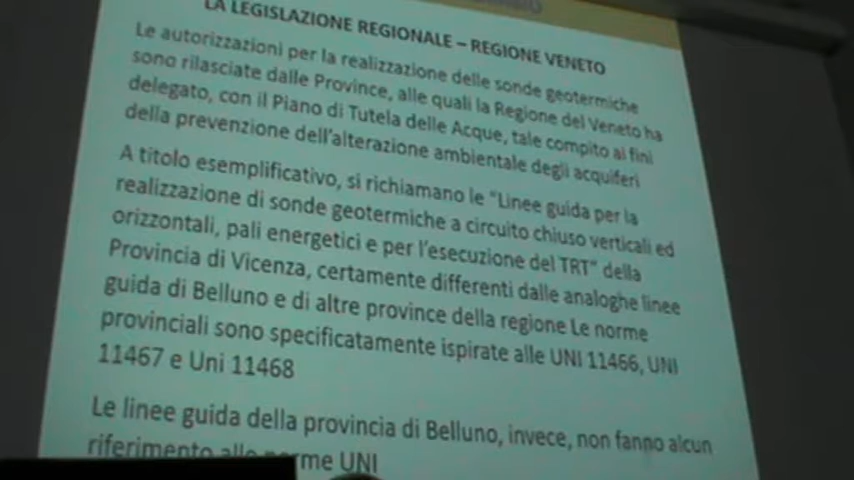 LA LEGISLAZIONE REGIONALE – REGIONE VENETO
Le autorizzazioni per la realizzazione delle sonde geotermiche
sono rilasciate dalle Province, alle quali la Regione del Veneto ha
delegato, con il Piano di Tutela delle Acque, tale compito ai fini
della prevenzione dell'alterazione ambientale degli acquiferi
A titolo esemplificativo, si richiamano le "Linee guida per la
realizzazione di sonde geotermiche a circuito chiuso verticali ed
orizzontali, pali energetici e per l'esecuzione del TRT" della
Provincia di Vicenza, certamente differenti dalle analoghe linee
guida di Belluno e di altre province della regione Le norme
provinciali sono specificatamente ispirate alle UNI 11466, UNI
11467 e Uni 11468
Le linee guida della provincia di Belluno, invece, non fanno alcun
riferimento alle norme UNI